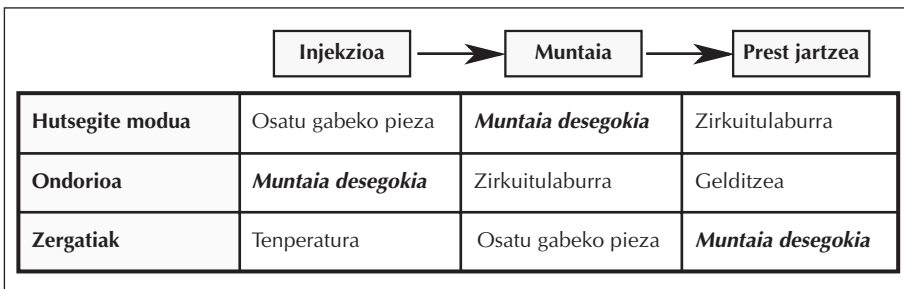 Injekzioa Muntaia Prest jartzea
Hutsegite modua Osatu gabeko pieza Muntaia desegokia Zirkuitulaburra
Ondorioa Muntaia desegokia Zirkuitulaburra Gelditzea
Zergatiak Tenperatura Osatu gabeko pieza Muntaia desegokia